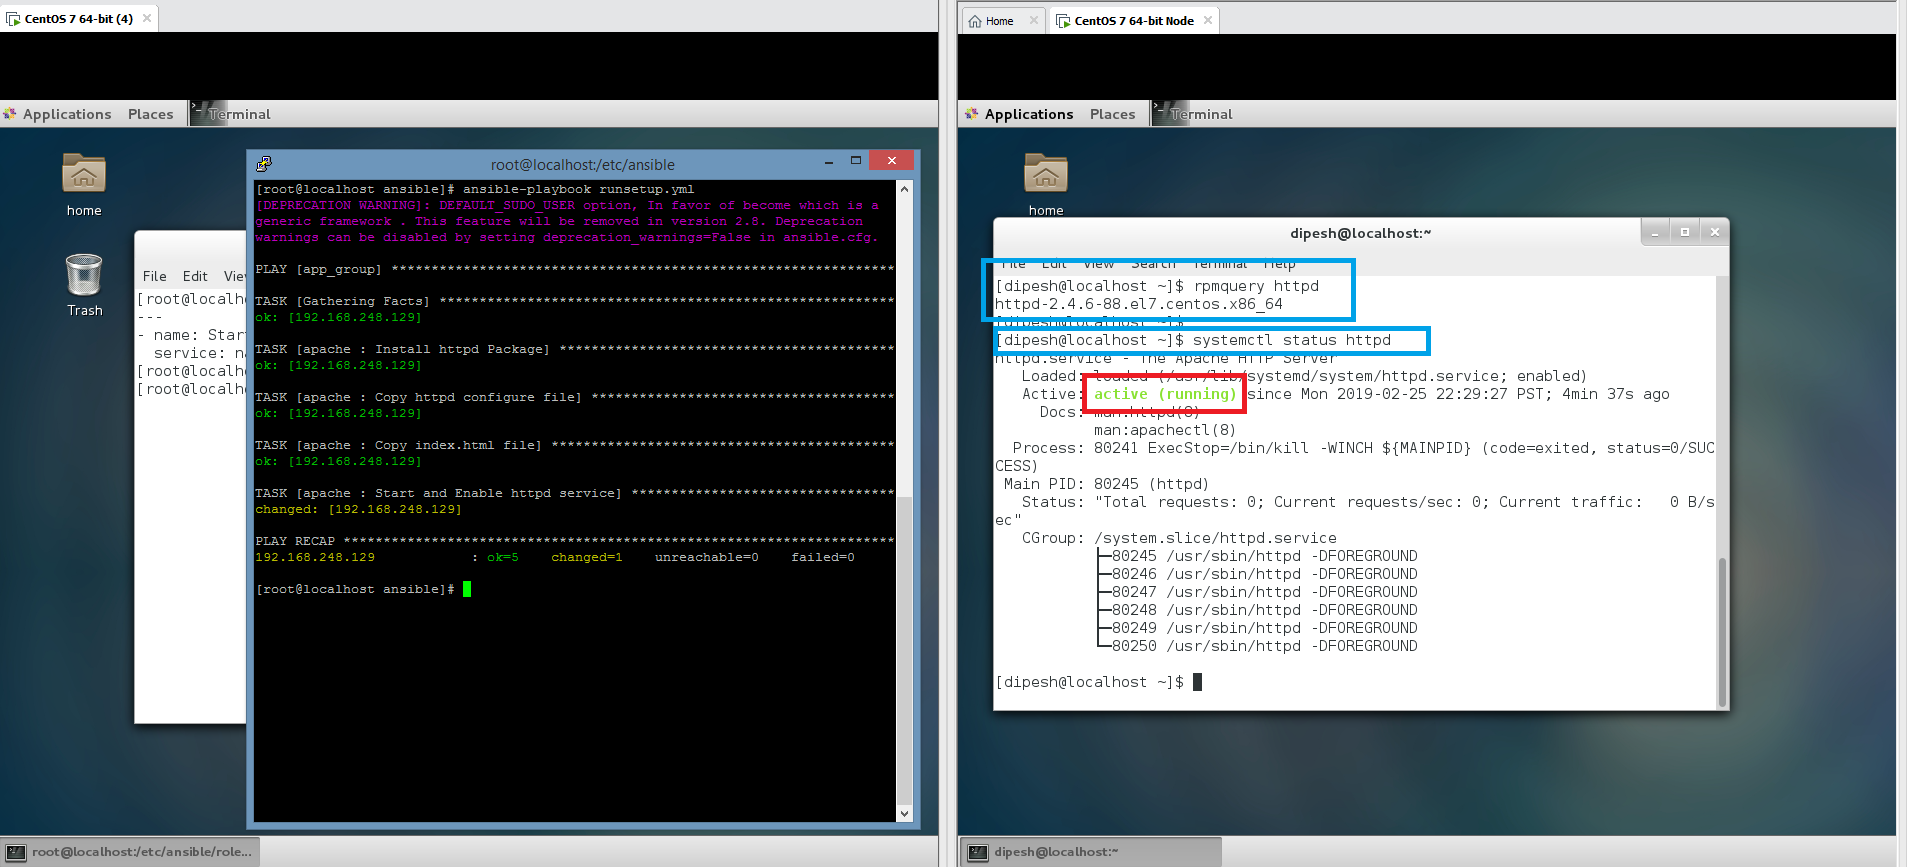 CentOS 7 64-bit (4)
Applications Places Terminal
home
Trash
File Edit
[root@localh
---
- name: Star
service: n
[root@localh
[root@localh
root@localhost:/etc/ansible
[root@localhost ansible]# ansible-playbook runsetup.yml
[DEPRECATION WARNING]: DEFAULT_SUDO_USER option, In favor of become which is a
generic framework . This feature will be removed in version 2.8. Deprecation
warnings can be disabled by setting deprecation_warnings=False in ansible.cfg.
PLAY [app_group] ***************************************************************
TASK [Gathering Facts] *********************************************************
ok: [192.168.248.129]
TASK [apache : Install httpd Package] ******************************************
ok: [192.168.248.129]
TASK [apache : Copy httpd configure file] **************************************
ok: [192.168.248.129]
TASK [apache : Copy index.html file] *******************************************
ok: [192.168.248.129]
TASK [apache : Start and Enable httpd service] *********************************
changed: [192.168.248.129]
PLAY RECAP *********************************************************************
192.168.248.129 : ok=5 changed=1 unreachable=0 failed=0
[root@localhost ansible]#
root@localhost:/etc/ansible/role...
Home CentOS 7 64-bit Node
Applications Places Terminal
home
dipesh@localhost:~
File Edit View Search Terminal Help
[dipesh@localhost ~]$ rpmquery httpd
httpd-2.4.6-88.el7.centos.x86_64
[dipesh@localhost ~]$
[dipesh@localhost ~]$ systemctl status httpd
httpd.service - The Apache HTTP Server
Loaded: loaded (/usr/lib/systemd/system/httpd.service; enabled)
Active: active (running) since Mon 2019-02-25 22:29:27 PST; 4min 37s ago
Docs: man:httpd(8)
man:apachectl(8)
Process: 80241 ExecStop=/bin/kill -WINCH ${MAINPID} (code=exited, status=0/SUC
CESS)
Main PID: 80245 (httpd)
Status: "Total requests: 0; Current requests/sec: 0; Current traffic: 0 B/s
ec"
CGroup: /system.slice/httpd.service
├─80245 /usr/sbin/httpd -DFOREGROUND
├─80246 /usr/sbin/httpd -DFOREGROUND
├─80247 /usr/sbin/httpd -DFOREGROUND
├─80248 /usr/sbin/httpd -DFOREGROUND
├─80249 /usr/sbin/httpd -DFOREGROUND
└─80250 /usr/sbin/httpd -DFOREGROUND
[dipesh@localhost ~]$
dipesh@localhost:~